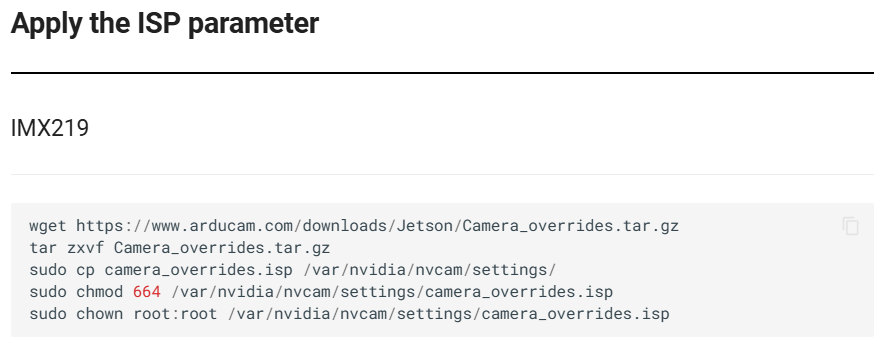 Apply the ISP parameter
IMX219
wget https://www.arducam.com/downloads/Jetson/Camera_overrides.tar.gz
tar zxvf Camera_overrides.tar.gz
sudo cp camera_overrides.isp /var/nvidia/nvcam/settings/
sudo chmod 664 /var/nvidia/nvcam/settings/camera_overrides.isp
sudo chown root:root /var/nvidia/nvcam/settings/camera_overrides.isp